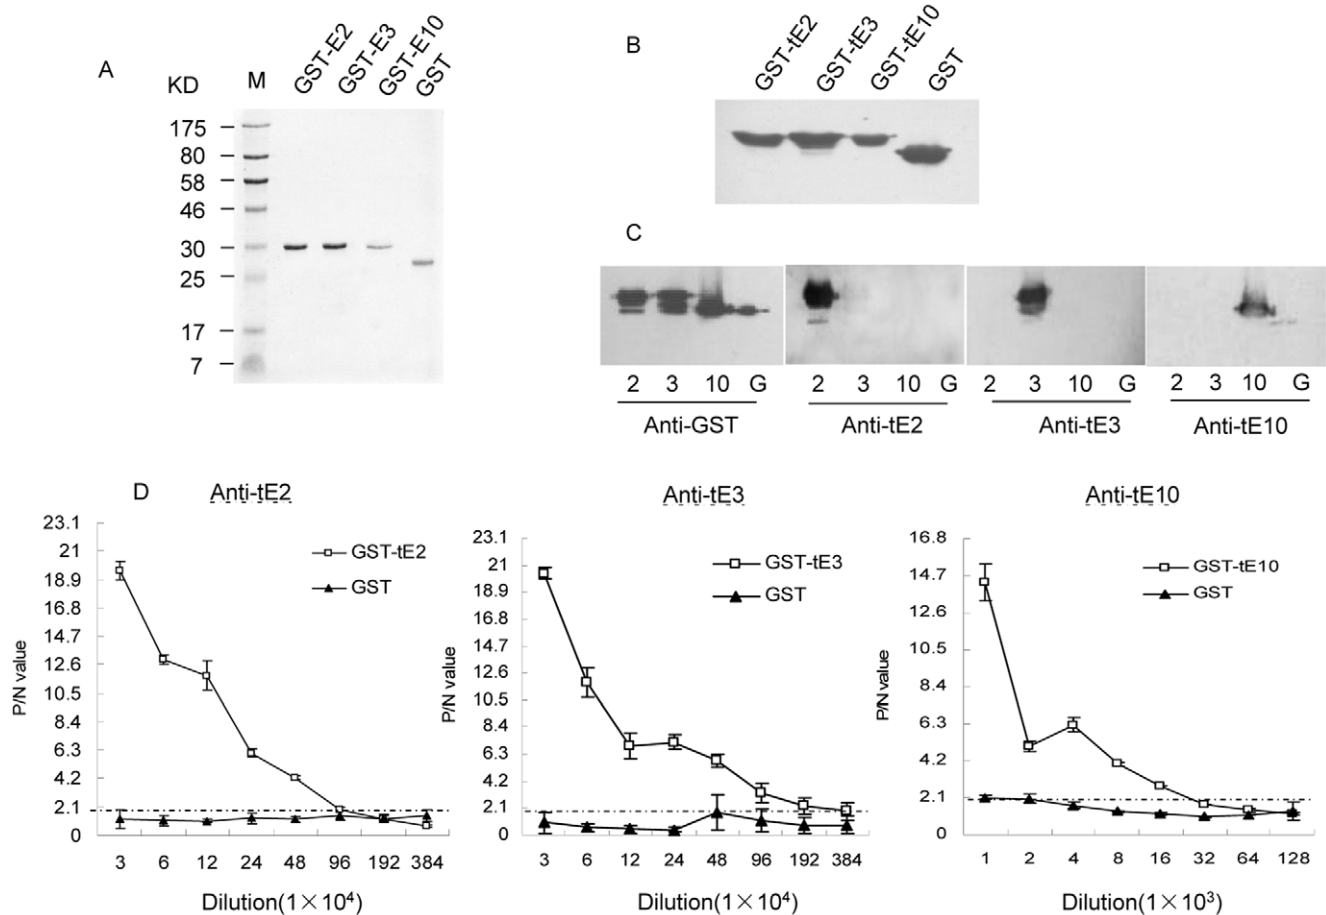 A
KD
M
GST-E2
GST-E3
GST-E10
GST
175
80
58
46
30
25
17
7
B
GST-tE2
GST-tE3
GST-tE10
GST
C
2 3 10 G
Anti-GST
2 3 10 G
Anti-tE2
2 3 10 G
Anti-tE3
2 3 10 G
Anti-tE10
D
Anti-tE2
P/N value
23.1
21
18.9
16.8
14.7
12.6
10.5
8.4
6.3
4.2
2.1
0
GST-tE2
GST
3 6 12 24 48 96 192 384
Dilution(1×10⁴)
Anti-tE3
P/N value
23.1
21
18.9
16.8
14.7
12.6
10.5
8.4
6.3
4.2
2.1
0
GST-tE3
GST
3 6 12 24 48 96 192 384
Dilution(1×10⁴)
Anti-tE10
P/N value
16.8
14.7
12.6
10.5
8.4
6.3
4.2
2.1
0
GST-tE10
GST
1 2 4 8 16 32 64 128
Dilution(1×10³)